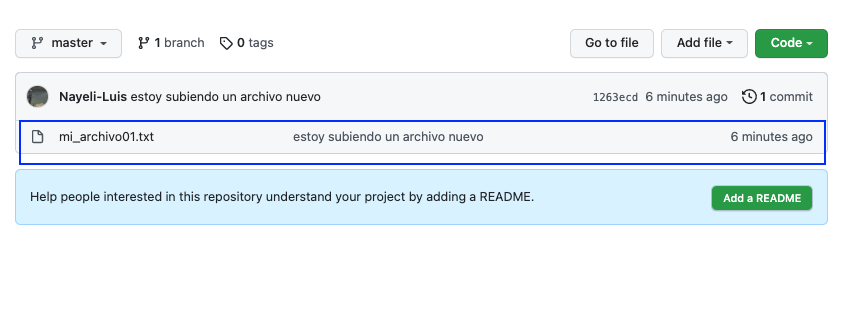 master 1 branch 0 tags Go to file Add file Code
Nayeli-Luis estoy subiendo un archivo nuevo 1263ecd 6 minutes ago 1 commit
mi_archivo01.txt estoy subiendo un archivo nuevo 6 minutes ago
Help people interested in this repository understand your project by adding a README. Add a README